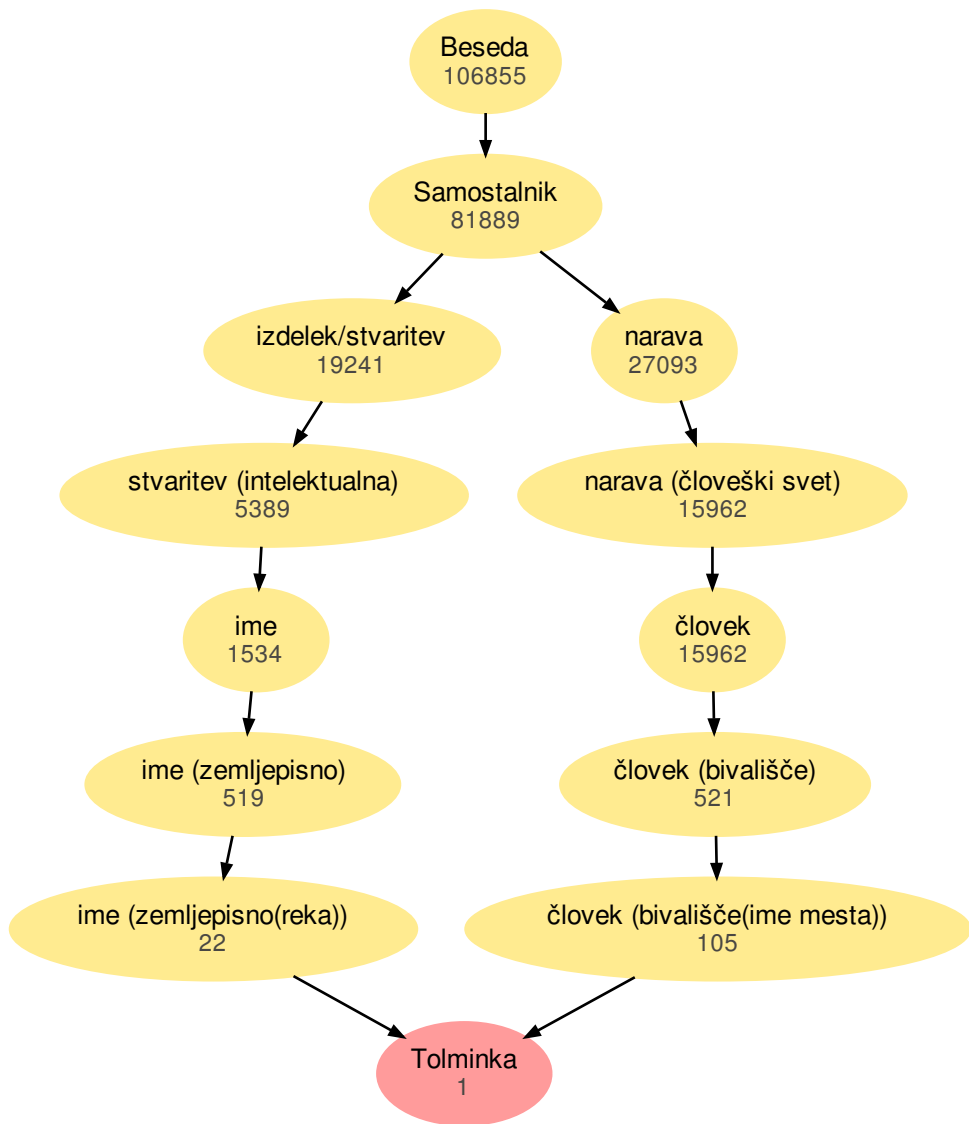 Beseda
106855
Samostalnik
81889
izdelek/stvaritev
19241
narava
27093
stvaritev (intelektualna)
5389
narava (človeški svet)
15962
ime
1534
človek
15962
ime (zemljepisno)
519
človek (bivališče)
521
ime (zemljepisno(reka))
22
človek (bivališče(ime mesta))
105
Tolminka
1